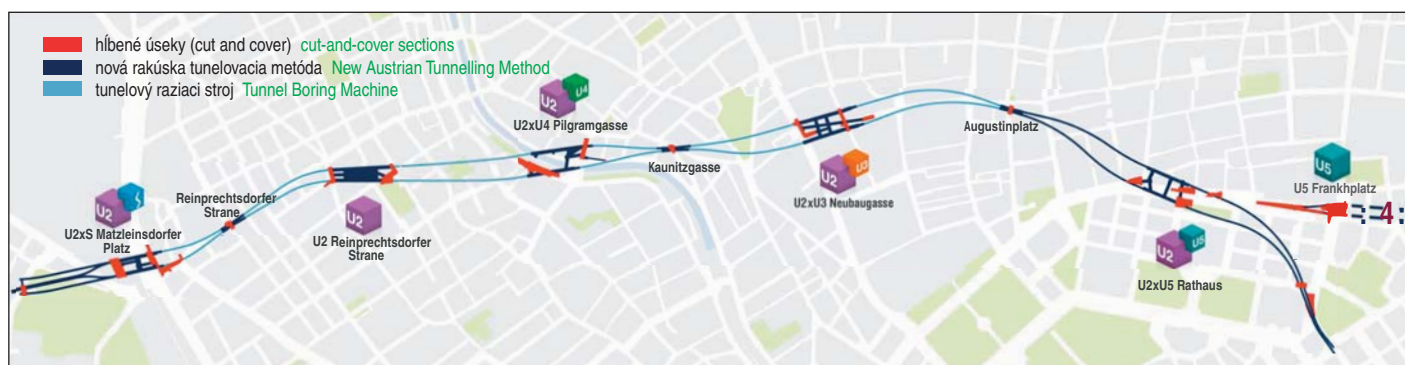 hĺbené úseky (cut and cover) cut-and-cover sections
nová rakúska tunelovacia metóda New Austrian Tunnelling Method
tunelový raziaci stroj Tunnel Boring Machine
U2
S
U2xS Matzleinsdorfer
Platz
Reinprechtsdorfer
Strane
U2
U2 Reinprechtsdorfer
Strane
U2
U4
U2xU4 Pilgramgasse
Kaunitzgasse
U2
U3
U2xU3 Neubaugasse
Augustinplatz
U2
U5
U2xU5 Rathaus
U5
U5 Frankhplatz
4